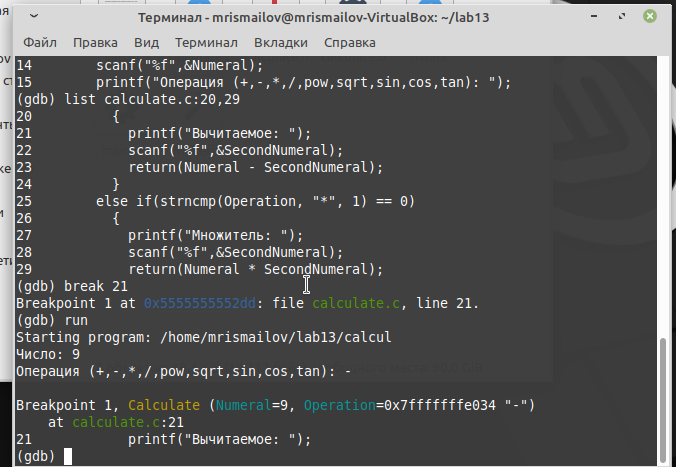 Терминал - mrismailov@mrismailov-VirtualBox: ~/lab13
Файл Правка Вид Терминал Вкладки Справка
14        scanf("%f",&Numeral);
15        printf("Операция (+,-,*,/,pow,sqrt,sin,cos,tan): ");
(gdb) list calculate.c:20,29
20          {
21            printf("Вычитаемое: ");
22            scanf("%f",&SecondNumeral);
23            return(Numeral - SecondNumeral);
24          }
25        else if(strncmp(Operation, "*", 1) == 0)
26          {
27            printf("Множитель: ");
28            scanf("%f",&SecondNumeral);
29            return(Numeral * SecondNumeral);
(gdb) break 21
Breakpoint 1 at 0x5555555552dd: file calculate.c, line 21.
(gdb) run
Starting program: /home/mrismailov/lab13/calcul
Число: 9
Операция (+,-,*,/,pow,sqrt,sin,cos,tan): -
Breakpoint 1, Calculate (Numeral=9, Operation=0x7fffffffe034 "-")
    at calculate.c:21
21            printf("Вычитаемое: ");
(gdb)